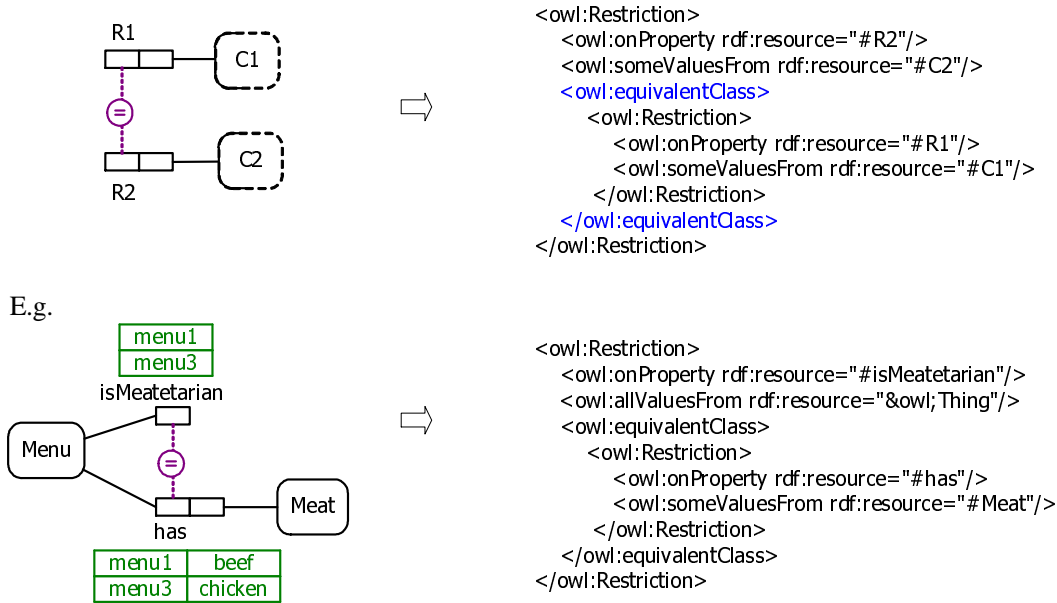 R1
C1
=
C2
R2
<owl:Restriction>
<owl:onProperty rdf:resource="#R2"/>
<owl:someValuesFrom rdf:resource="#C2"/>
<owl:equivalentClass>
<owl:Restriction>
<owl:onProperty rdf:resource="#R1"/>
<owl:someValuesFrom rdf:resource="#C1"/>
</owl:Restriction>
</owl:equivalentClass>
</owl:Restriction>
E.g.
menu1
menu3
isMeatetarian
Menu
=
Meat
has
menu1 beef
menu3 chicken
<owl:Restriction>
<owl:onProperty rdf:resource="#isMeatetarian"/>
<owl:allValuesFrom rdf:resource="&owl;Thing"/>
<owl:equivalentClass>
<owl:Restriction>
<owl:onProperty rdf:resource="#has"/>
<owl:someValuesFrom rdf:resource="#Meat"/>
</owl:Restriction>
</owl:equivalentClass>
</owl:Restriction>